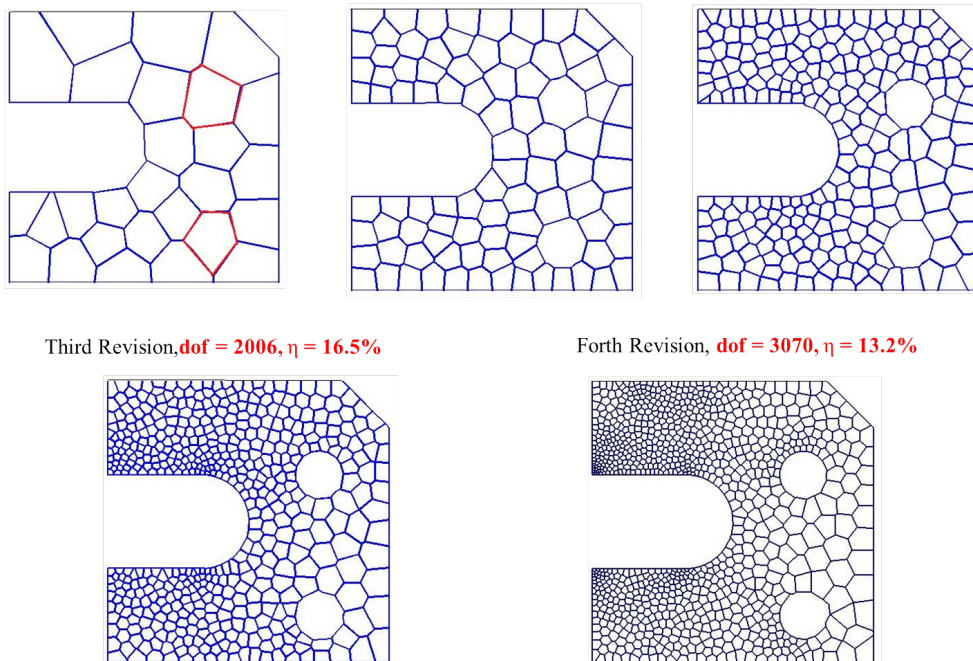 Third Revision,dof = 2006, η = 16.5%
Forth Revision, dof = 3070, η = 13.2%